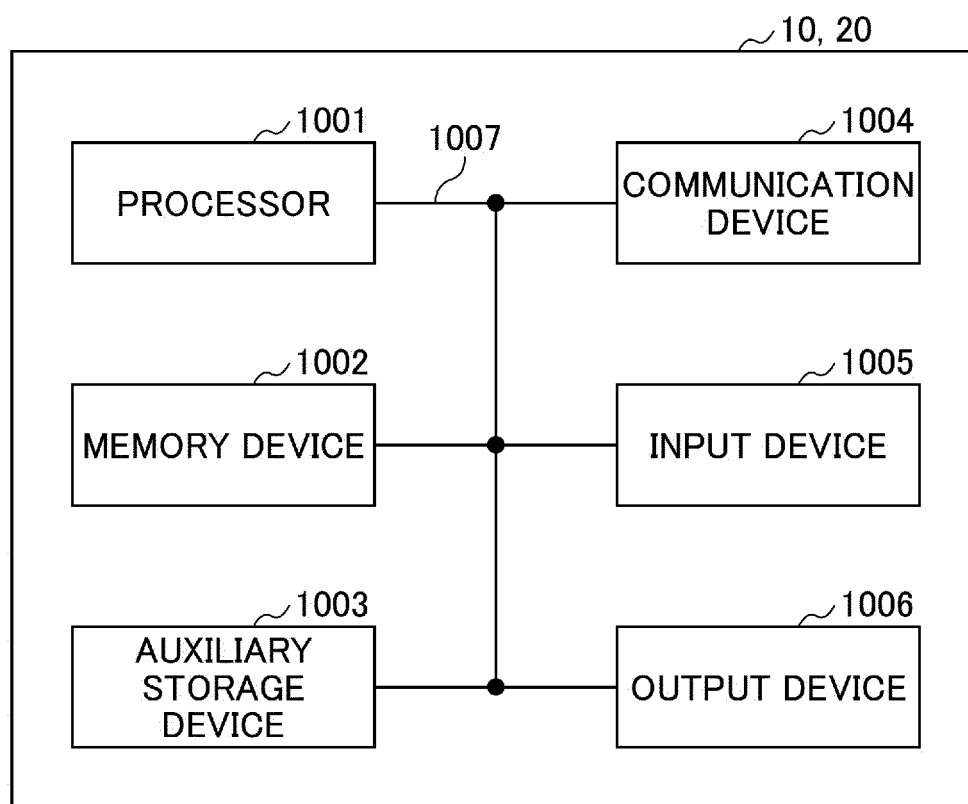 10, 20
1001
1007
1004
PROCESSOR
COMMUNICATION
DEVICE
1002
1005
MEMORY DEVICE
INPUT DEVICE
1003
1006
AUXILIARY
STORAGE
DEVICE
OUTPUT DEVICE